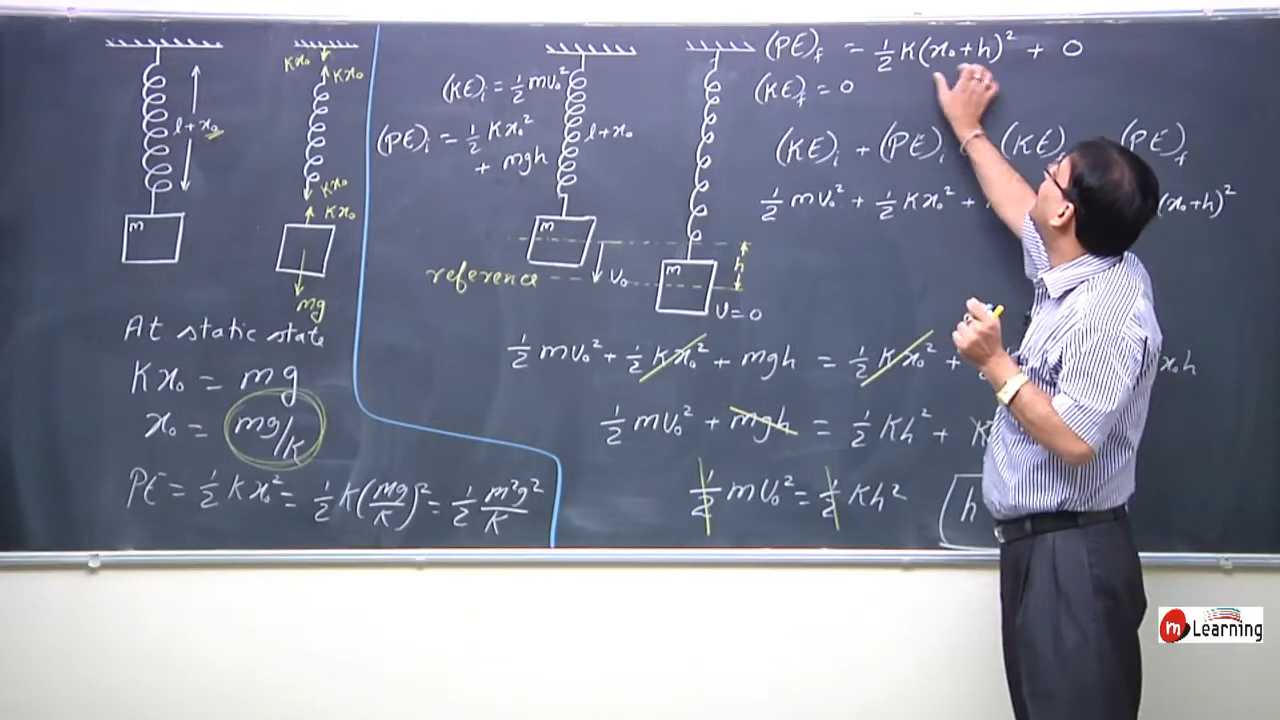 l+x₀
m
Kx₀
Kx₀
Kx₀
Kx₀
mg
At static state
Kx₀ = mg
x₀ = mg/K
PE = ½ Kx₀² = ½ K(mg/K)² = ½ m²g²/K
(KE)ᵢ = ½ mv₀²
(PE)ᵢ = ½ Kx₀²
+ mgh
l+x₀
m
reference
v₀
m
h
v=0
(PE)f = ½ K(x₀+h)² + 0
(KE)f = 0
(KE)ᵢ + (PE)ᵢ (KE) (PE)f
½ mv₀² + ½ Kx₀² + (x₀+h)²
½ mv₀² + ½ Kx₀² + mgh = ½ Kx₀² + x₀h
½ mv₀² + mgh = ½ Kh² + K
½ mv₀² = ½ Kh²
h
m Learning